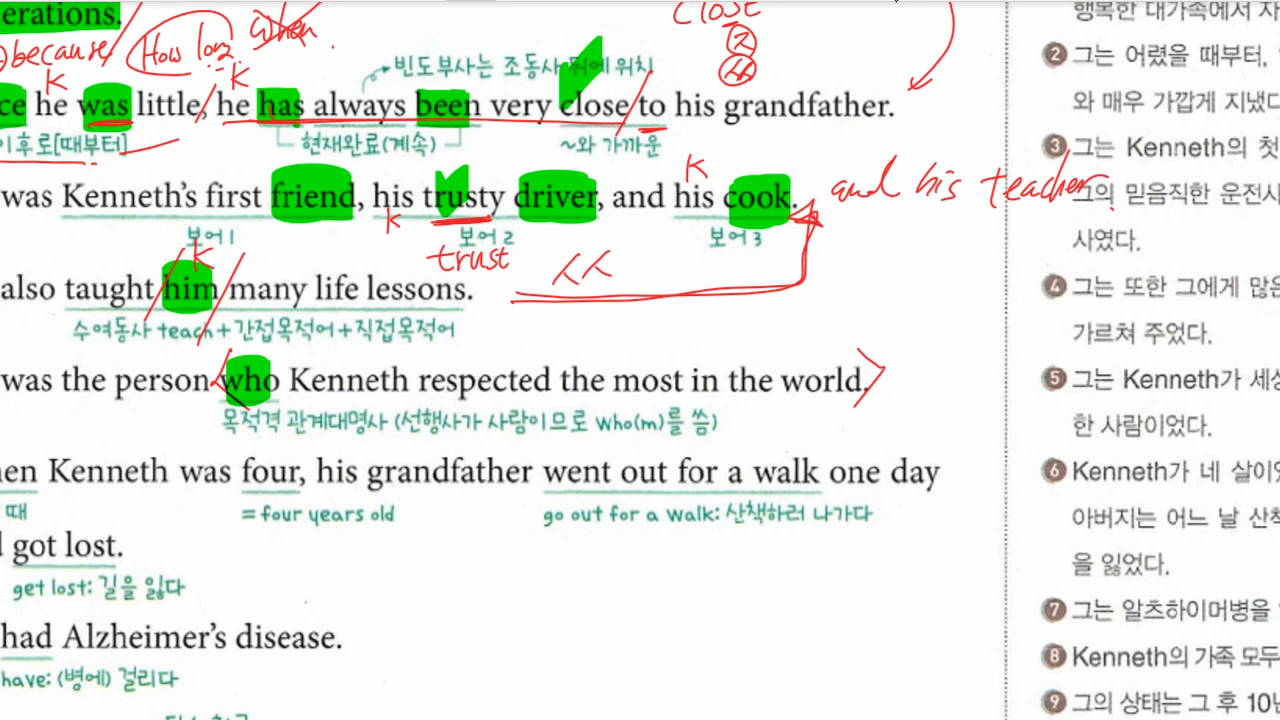 erations.
because How long when
close
행복한 대가족에서 자
K K
빈도부사는 조동사 뒤에 위치
❷ 그는 어렸을 때부터,
ce he was little, he has always been very close to his grandfather.
와 매우 가깝게 지냈다
이후로[때부터]
현재완료(계속)
~와 가까운
❸ 그는 Kenneth의 첫
K
was Kenneth's first friend, his trusty driver, and his cook. and his teacher
그의 믿음직한 운전사
K
보어1
보어2
보어3
사였다.
K trust
also taught him many life lessons.
❹ 그는 또한 그에게 많은
수여동사 teach+간접목적어+직접목적어
가르쳐 주었다.
was the person who Kenneth respected the most in the world.
❺ 그는 Kenneth가 세상
목적격 관계대명사 (선행사가 사람이므로 who(m)를 씀)
한 사람이었다.
en Kenneth was four, his grandfather went out for a walk one day
❻ Kenneth가 네 살이었
때
= four years old
go out for a walk: 산책하러 나가다
아버지는 어느 날 산책
got lost.
을 잃었다.
get lost: 길을 잃다
❼ 그는 알츠하이머병을
had Alzheimer's disease.
❽ Kenneth의 가족 모두
have: (병에) 걸리다
❾ 그의 상태는 그 후 10년